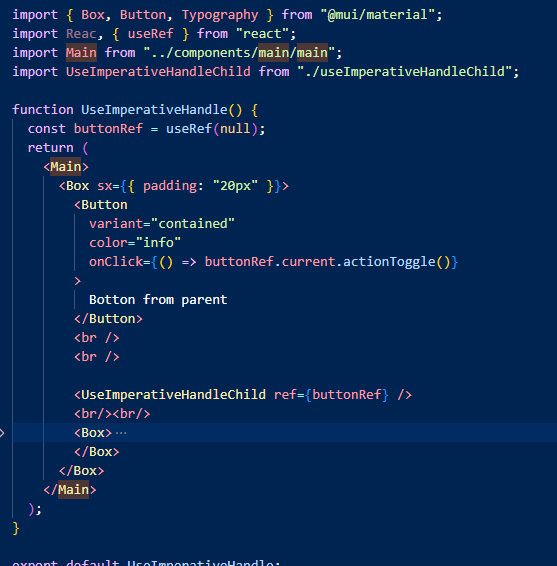 import { Box, Button, Typography } from "@mui/material";
import Reac, { useRef } from "react";
import Main from "../components/main/main";
import UseImperativeHandleChild from "./useImperativeHandleChild";
function UseImperativeHandle() {
const buttonRef = useRef(null);
return (
<Main>
<Box sx={{ padding: "20px" }}>
<Button
variant="contained"
color="info"
onClick={() => buttonRef.current.actionToggle()}
>
Botton from parent
</Button>
<br />
<br />
<UseImperativeHandleChild ref={buttonRef} />
<br/><br/>
<Box>⋯
</Box>
</Box>
</Main>
);
}
export default UseImperativeHandle;